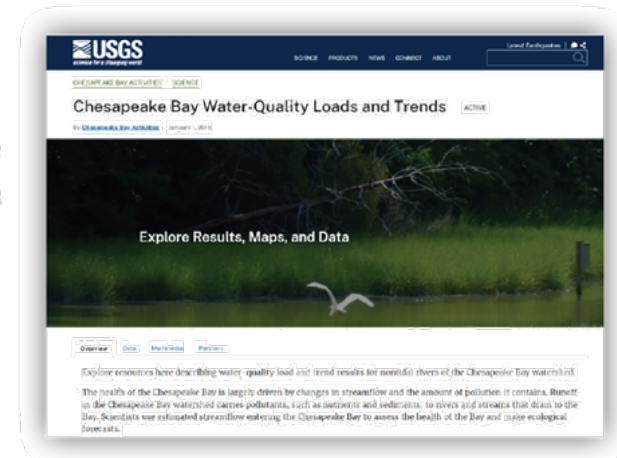 USGS
science for a changing world
Latest Earthquakes
SCIENCE PRODUCTS NEWS CONNECT ABOUT
CHESAPEAKE BAY ACTIVITIES SCIENCE
Chesapeake Bay Water-Quality Loads and Trends ACTIVE
By Chesapeake Bay Activities January 1, 2016
Explore Results, Maps, and Data
Overview Data Multimedia Partners
Explore resources here describing water-quality load and trend results for nontidal rivers of the Chesapeake Bay watershed.
The health of the Chesapeake Bay is largely driven by changes in streamflow and the amount of pollution it contains. Runoff
in the Chesapeake Bay watershed carries pollutants, such as nutrients and sediments, to rivers and streams that drain to the
Bay. Scientists use estimated streamflow entering the Chesapeake Bay to assess the health of the Bay and make ecological
forecasts.